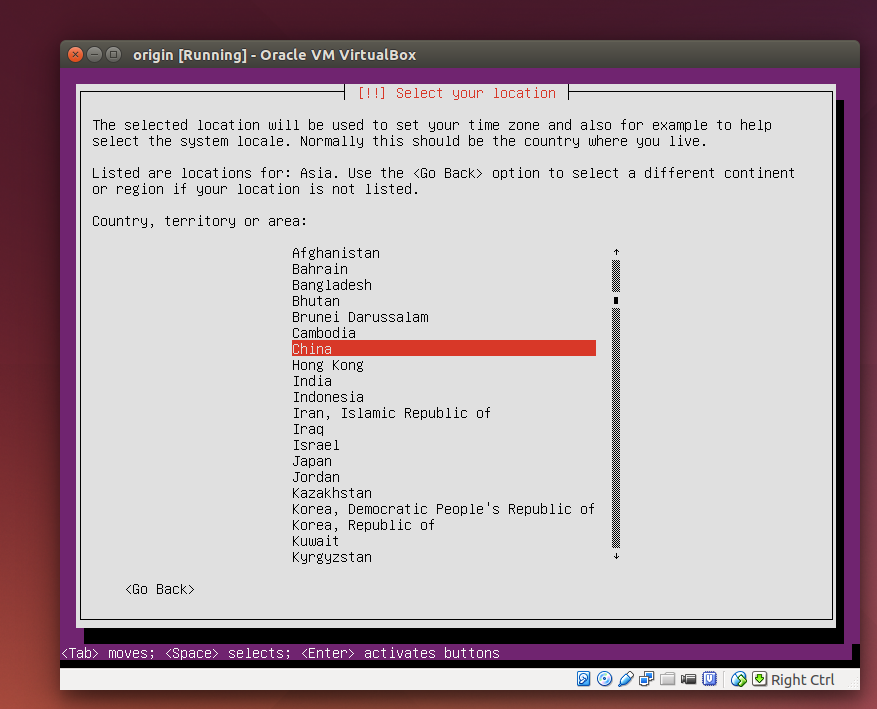 origin [Running] - Oracle VM VirtualBox
[!!] Select your location
The selected location will be used to set your time zone and also for example to help
select the system locale. Normally this should be the country where you live.
Listed are locations for: Asia. Use the <Go Back> option to select a different continent
or region if your location is not listed.
Country, territory or area:
Afghanistan
Bahrain
Bangladesh
Bhutan
Brunei Darussalam
Cambodia
China
Hong Kong
India
Indonesia
Iran, Islamic Republic of
Iraq
Israel
Japan
Jordan
Kazakhstan
Korea, Democratic People's Republic of
Korea, Republic of
Kuwait
Kyrgyzstan
<Go Back>
<Tab> moves; <Space> selects; <Enter> activates buttons
Right Ctrl